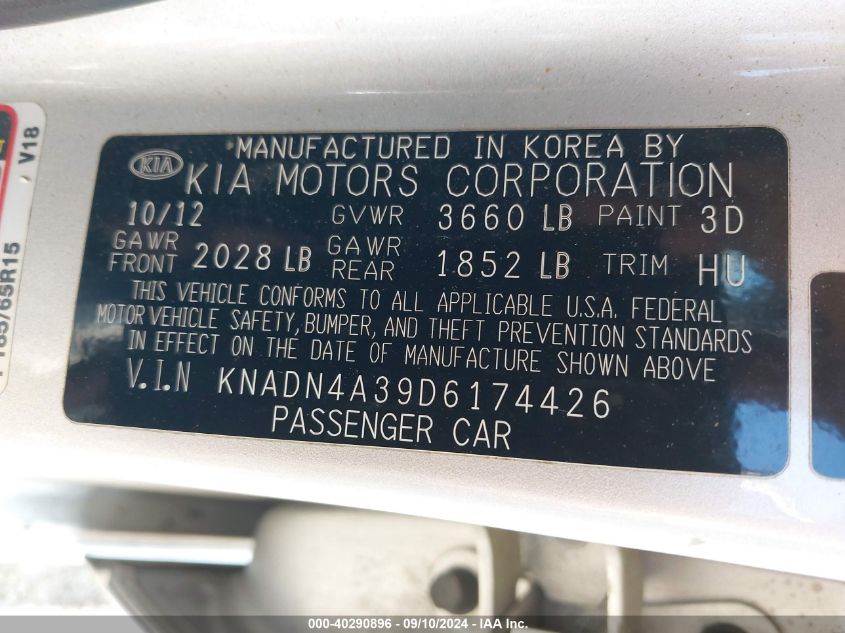 *MANUFACTURED IN KOREA BY
KIA KIA MOTORS CORPORATION
10/12 GVWR 3660 LB PAINT 3D
GAWR FRONT 2028 LB GAWR REAR 1852 LB TRIM HU
THIS VEHICLE CONFORMS TO ALL APPLICABLE U.S.A. FEDERAL
MOTOR VEHICLE SAFETY, BUMPER, AND THEFT PREVENTION STANDARDS
IN EFFECT ON THE DATE OF MANUFACTURE SHOWN ABOVE
V.I.N KNADN4A39D6174426
PASSENGER CAR
V18
P185/65R15
000-40290896 - 09/10/2024 - IAA Inc.